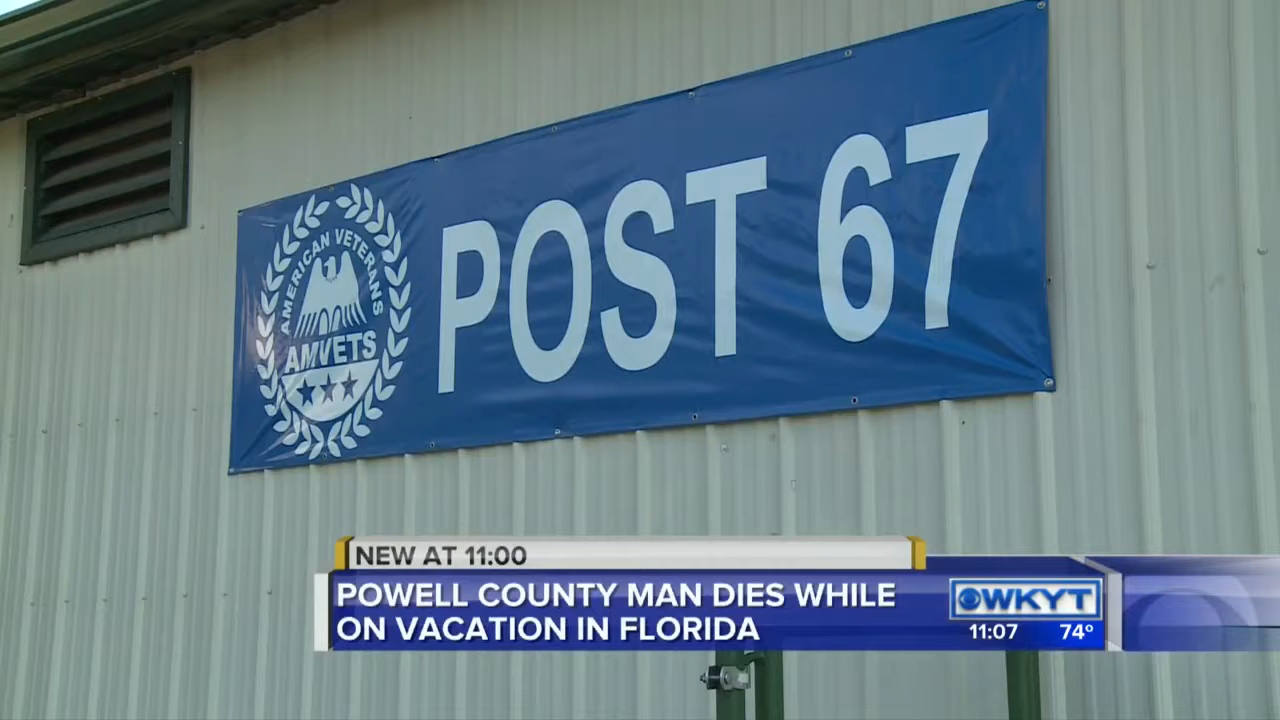 AMERICAN VETERANS
AMVETS
POST 67
NEW AT 11:00
POWELL COUNTY MAN DIES WHILE
ON VACATION IN FLORIDA
WKYT
11:07 74°